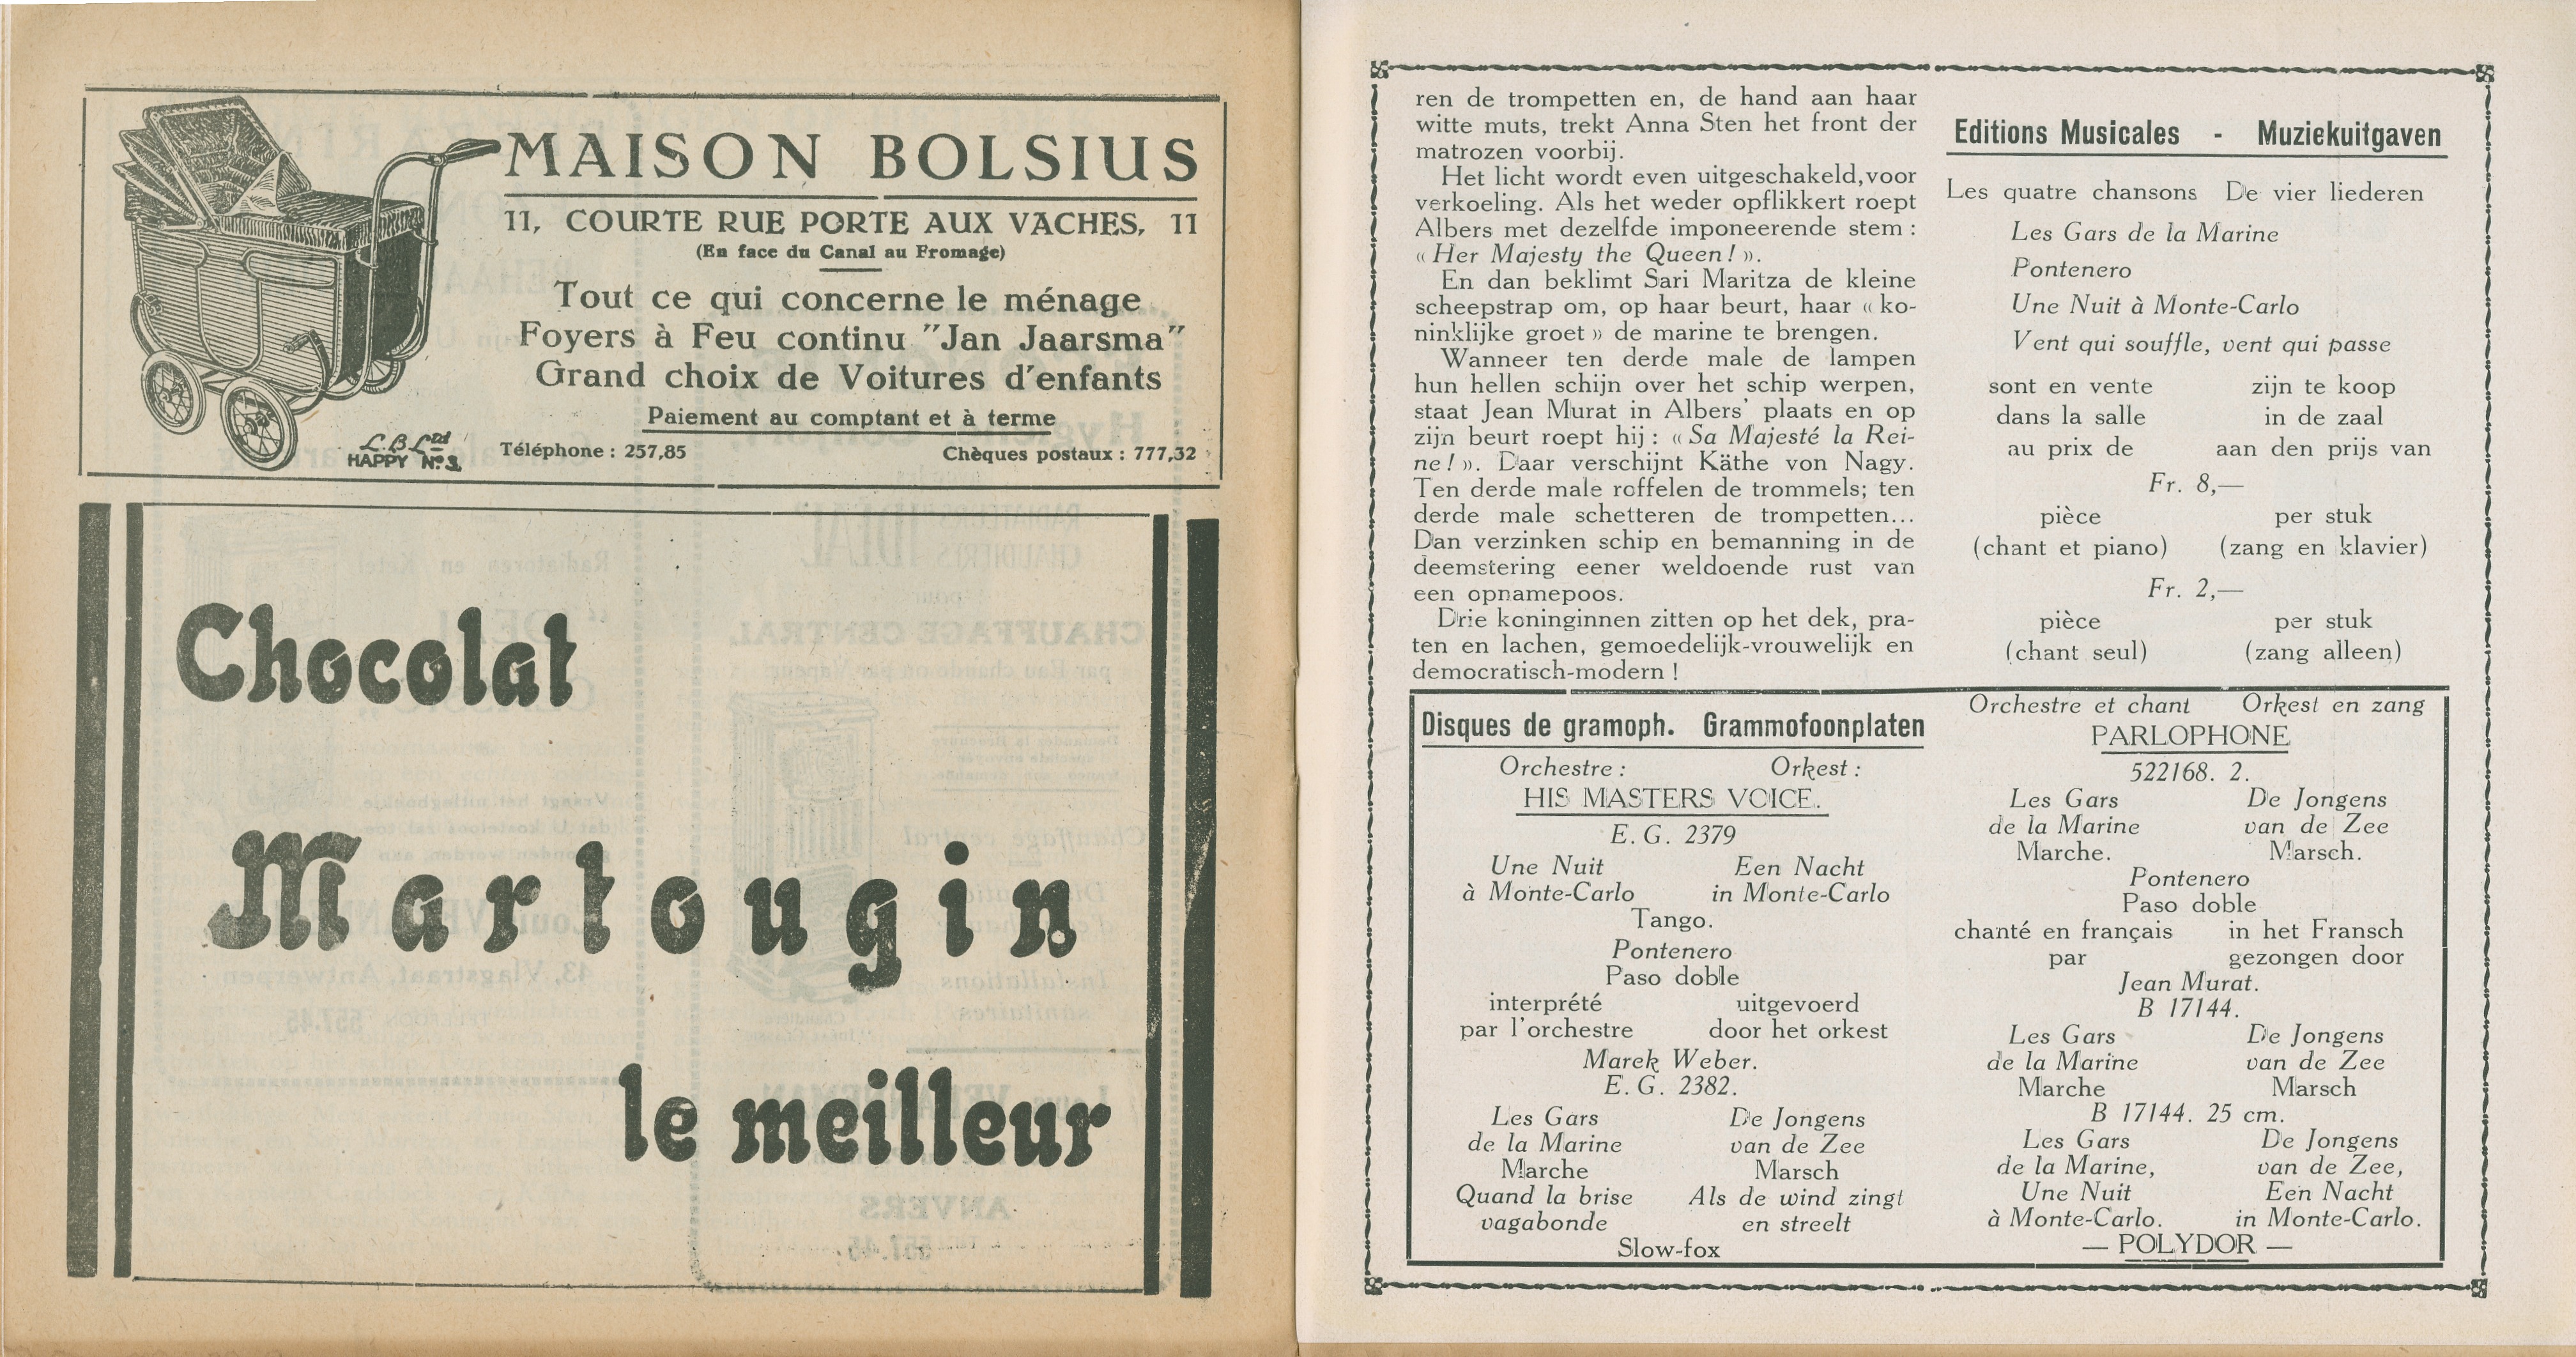 MAISON BOLSIUS
11, COURTE RUE PORTE AUX VACHES, 11
(En face du Canal au Fromage)
Tout ce qui concerne le ménage
Foyers à Feu continu "Jan Jaarsma"
Grand choix de Voitures d'enfants
Paiement au comptant et à terme
L.B. Ltd
HAPPY No 3.
Téléphone : 257,85 Chèques postaux : 777,32
Chocolat
Martougin
le meilleur
ren de trompetten en, de hand aan haar
witte muts, trekt Anna Sten het front der
matrozen voorbij.
Het licht wordt even uitgeschakeld, voor
verkoeling. Als het weder opflikkert roept
Albers met dezelfde imponeerende stem :
« Her Majesty the Queen ! ».
En dan beklimt Sari Maritza de kleine
scheepstrap om, op haar beurt, haar « ko-
ninklijke groet » de marine te brengen.
Wanneer ten derde male de lampen
hun hellen schijn over het schip werpen,
staat Jean Murat in Albers' plaats en op
zijn beurt roept hij : « Sa Majesté la Rei-
ne ! ». Daar verschijnt Käthe von Nagy.
Ten derde male roffelen de trommels; ten
derde male schetteren de trompetten...
Dan verzinken schip en bemanning in de
deemstering eener weldoende rust van
een opnamepoos.
Drie koninginnen zitten op het dek, pra-
ten en lachen, gemoedelijk-vrouwelijk en
democratisch-modern !
Editions Musicales - Muziekuitgaven
Les quatre chansons De vier liederen
Les Gars de la Marine
Pontenero
Une Nuit à Monte-Carlo
Vent qui souffle, vent qui passe
sont en vente zijn te koop
dans la salle in de zaal
au prix de aan den prijs van
Fr. 8,—
pièce per stuk
(chant et piano) (zang en klavier)
Fr. 2,—
pièce per stuk
(chant seul) (zang alleen)
Disques de gramoph. Grammofoonplaten
Orchestre : Orkest :
HIS MASTERS VOICE.
E. G. 2379
Une Nuit Een Nacht
à Monte-Carlo in Monte-Carlo
Tango.
Pontenero
Paso doble
interprété uitgevoerd
par l'orchestre door het orkest
Marek Weber.
E. G. 2382.
Les Gars De Jongens
de la Marine van de Zee
Marche Marsch
Quand la brise Als de wind zingt
vagabonde en streelt
Slow-fox
Orchestre et chant Orkest en zang
PARLOPHONE
522168. 2.
Les Gars De Jongens
de la Marine van de Zee
Marche. Marsch.
Pontenero
Paso doble
chanté en français in het Fransch
par gezongen door
Jean Murat.
B 17144.
Les Gars De Jongens
de la Marine van de Zee
Marche Marsch
B 17144. 25 cm.
Les Gars De Jongens
de la Marine, van de Zee,
Une Nuit Een Nacht
à Monte-Carlo. in Monte-Carlo.
— POLYDOR —